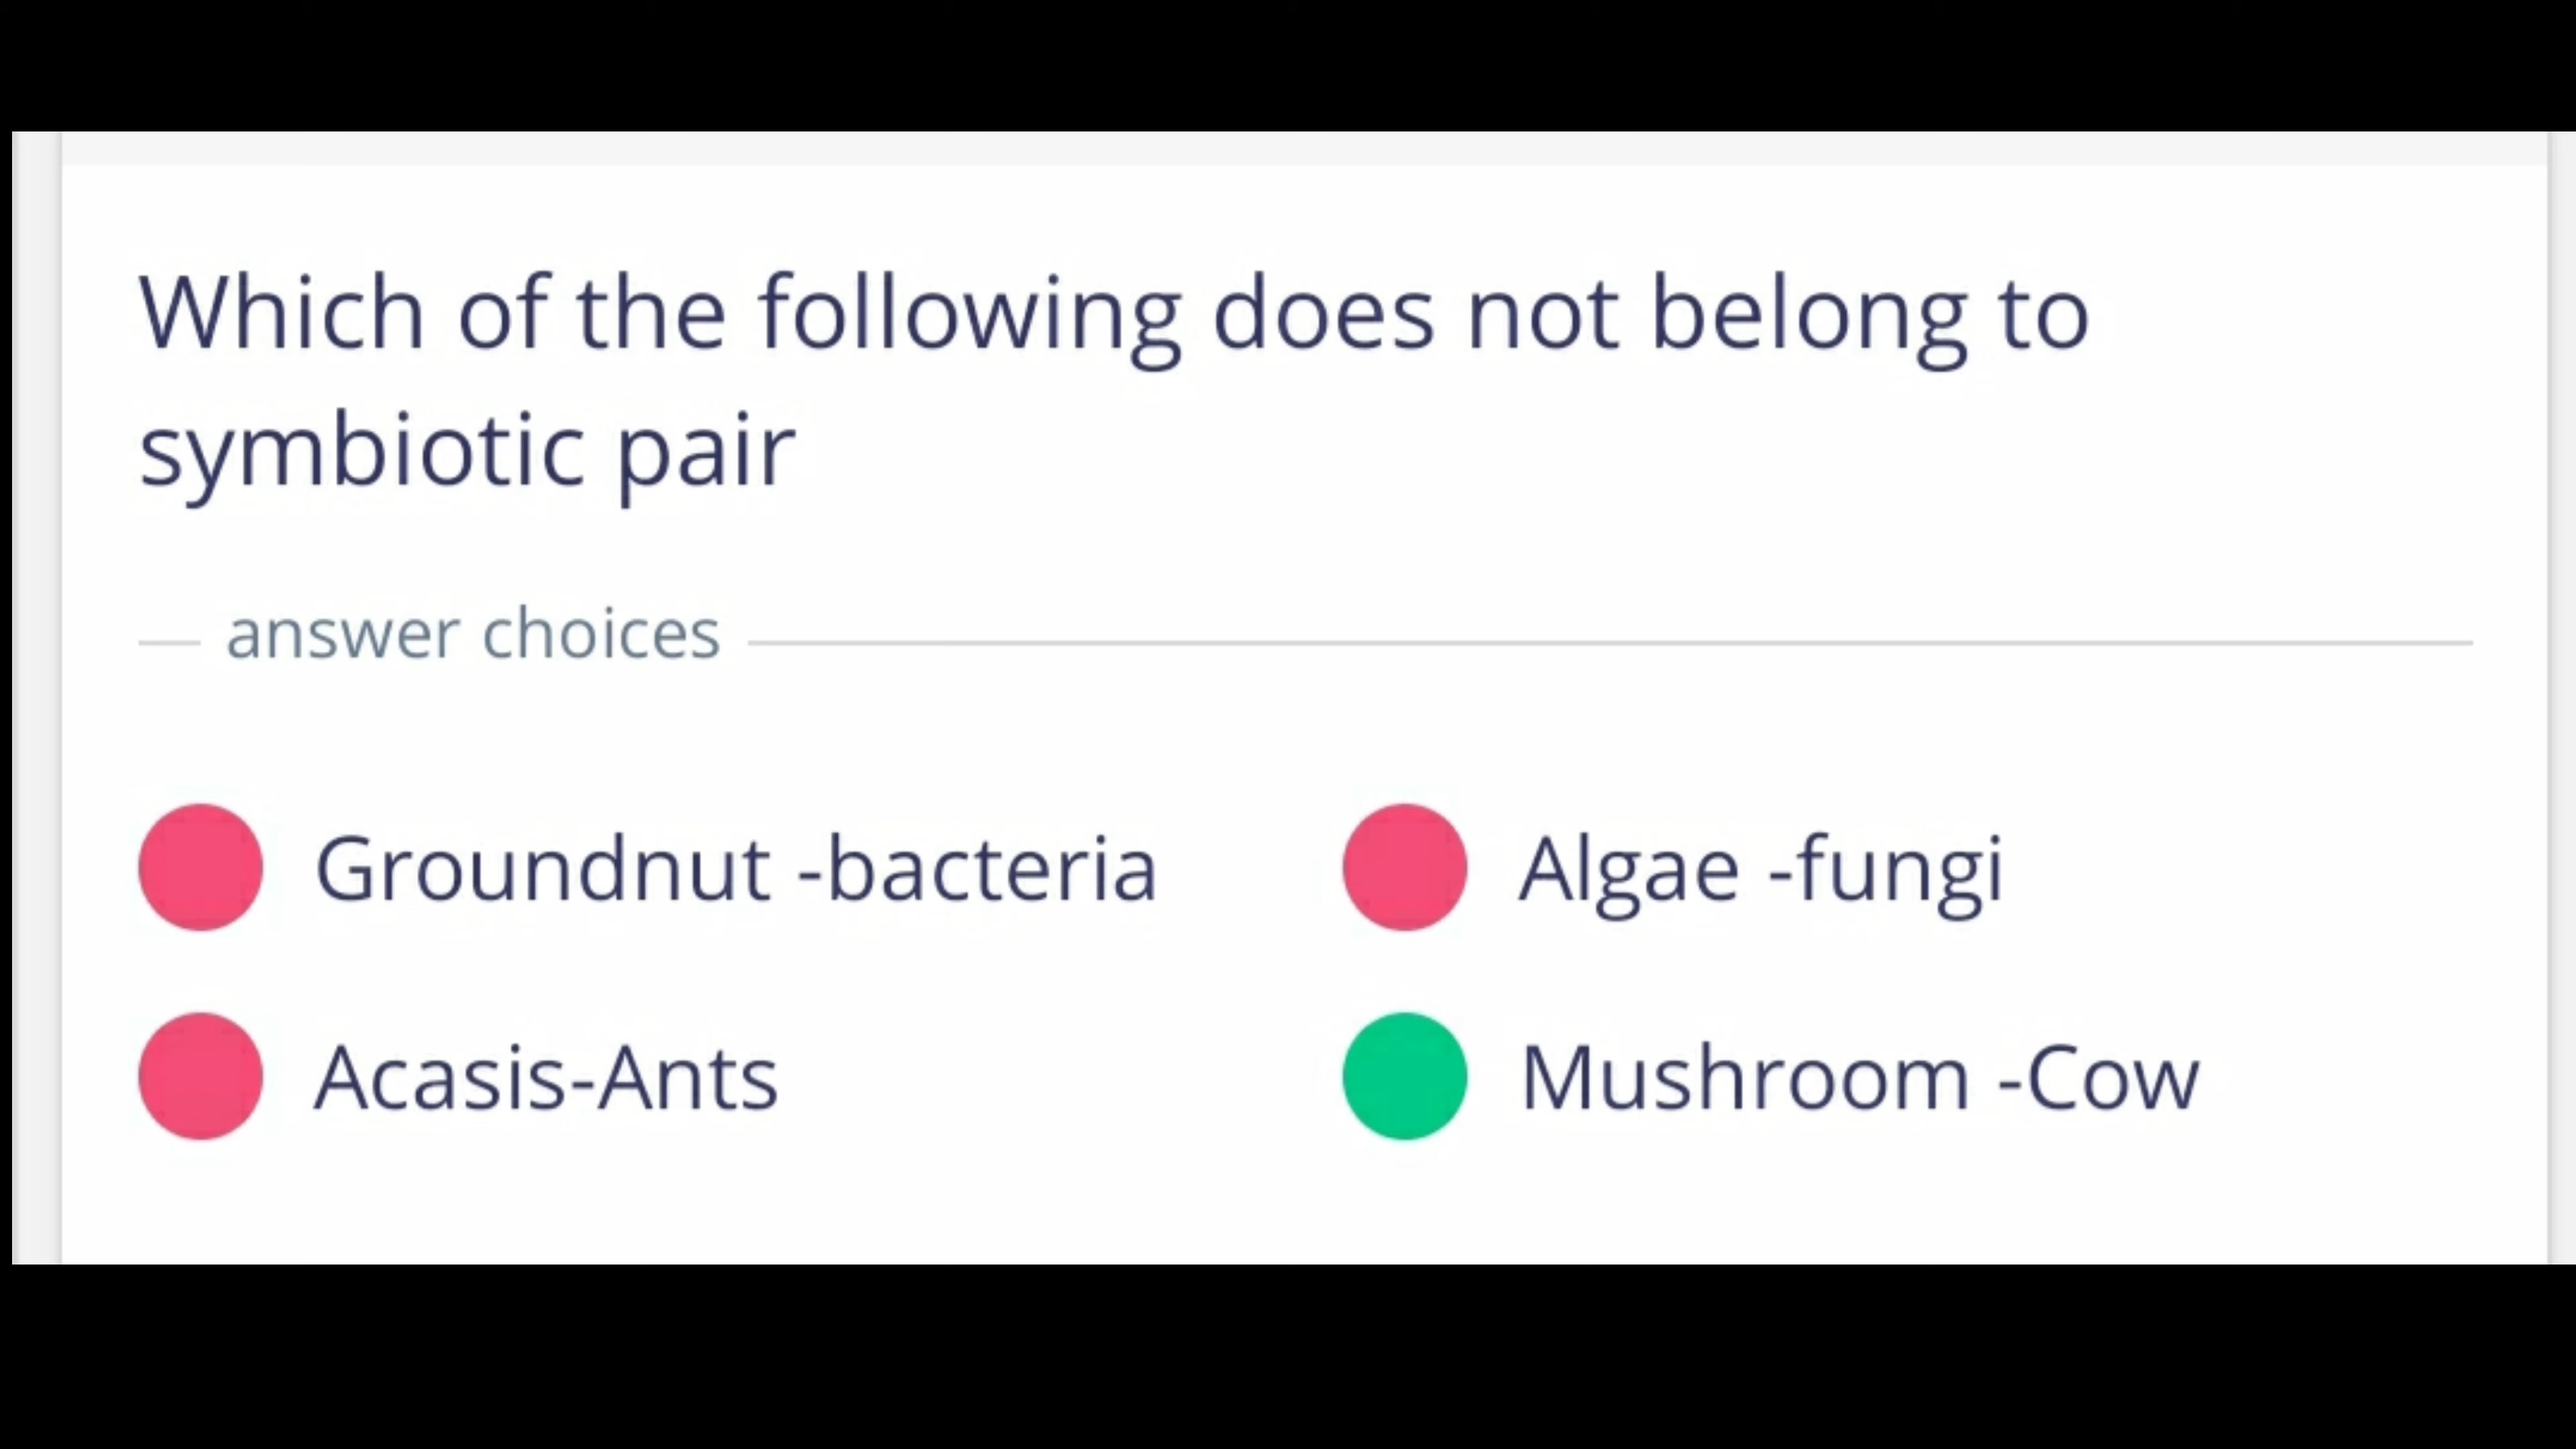 Which of the following does not belong to
symbiotic pair
answer choices
Groundnut -bacteria
Algae -fungi
Acasis-Ants
Mushroom -Cow